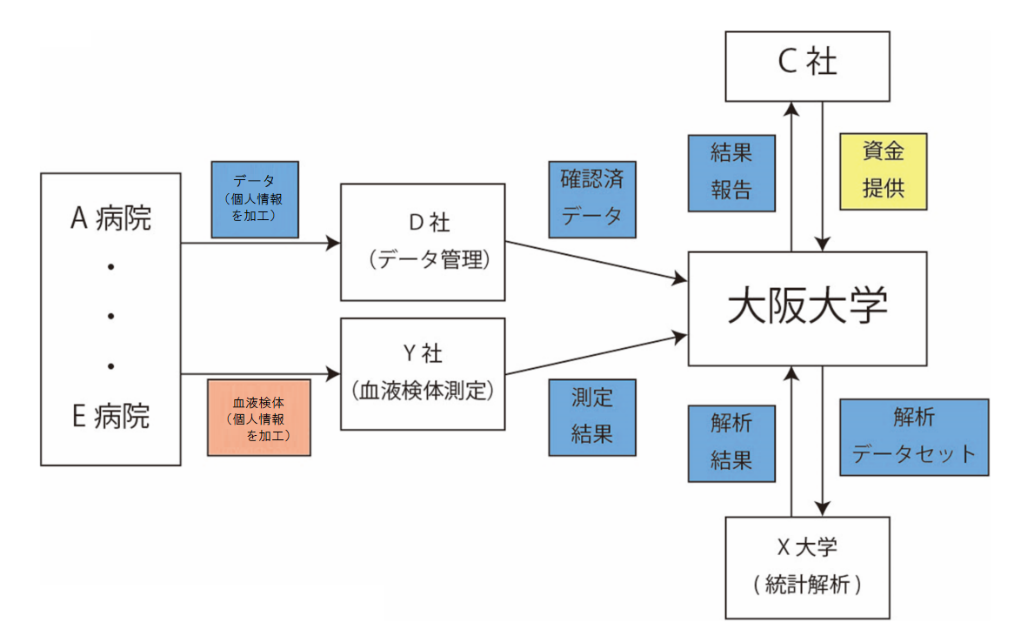 C 社
結果
報告
資金
提供
データ
(個人情報
を加工)
確認済
データ
A 病院
・
・
・
E 病院
D 社
(データ管理)
大阪大学
Y 社
(血液検体測定)
血液検体
(個人情報
を加工)
測定
結果
解析
結果
解析
データセット
X 大学
( 統計解析 )